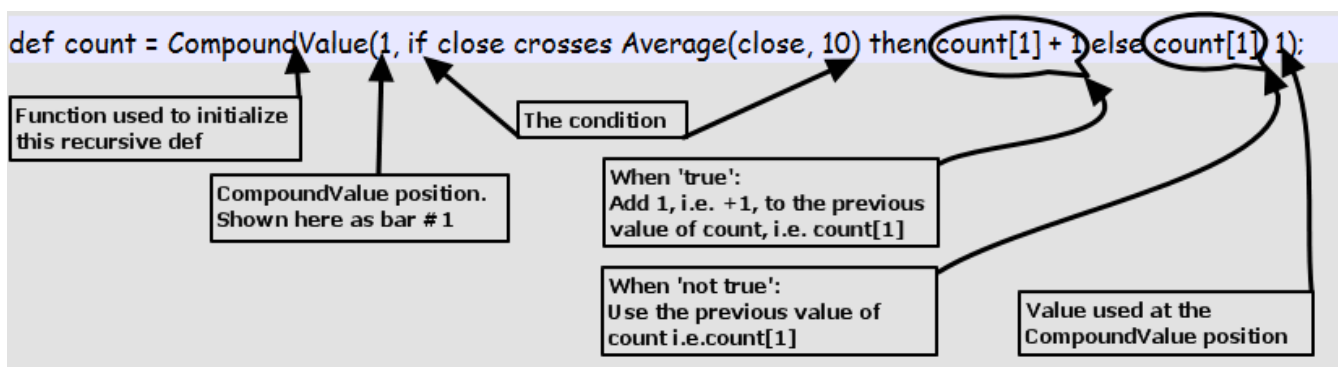 def count = CompoundValue(1, if close crosses Average(close, 10) then count[1] + 1 else count[1], 1);
Function used to initialize
this recursive def
The condition
CompoundValue position.
Shown here as bar #1
When 'true':
Add 1, i.e. +1, to the previous
value of count, i.e. count[1]
When 'not true':
Use the previous value of
count i.e.count[1]
Value used at the
CompoundValue position